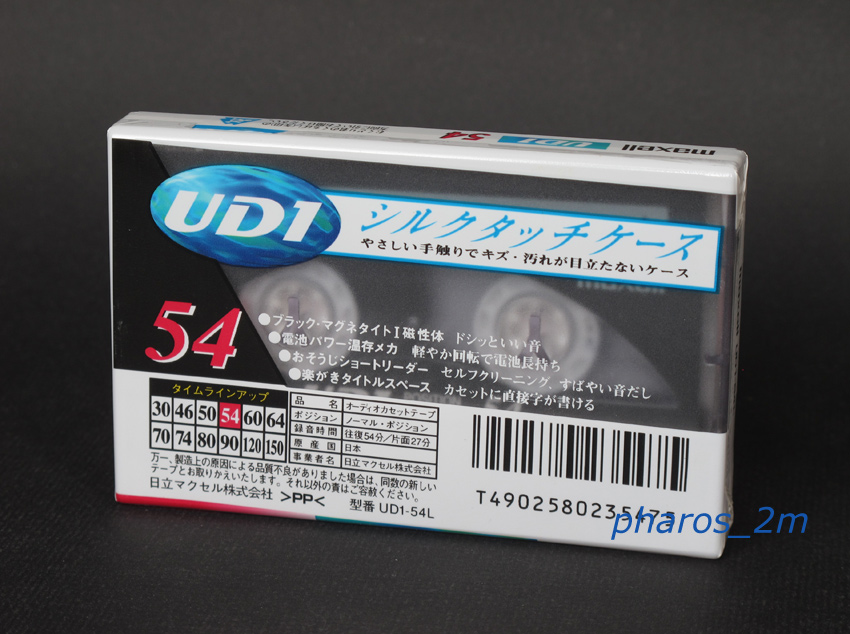 maxell
UD1
54
UD1
シルクタッチケース
やさしい手触りでキズ・汚れが目立たないケース
54
●ブラック・マグネタイトI磁性体 ドシッといい音
●電池パワー温存メカ 軽やか回転で電池長持ち
●おそうじショートリーダー セルフクリーニング、すばやい音だし
●楽がきタイトルスペース カセットに直接字が書ける
タイムラインアップ
30 46 50 54 60 64
70 74 80 90 120 150
品名 オーディオカセットテープ
ポジション ノーマル・ポジション
録音時間 往復54分/片面27分
原産国 日本
事業者名 日立マクセル株式会社
万一、製造上の原因による品質不良がありました場合は、同数の新しい
テープとお取りかえいたします。それ以外の責はご容赦ください。
日立マクセル株式会社 >PP< 型番 UD1-54L
T4902580235475
pharos_2m